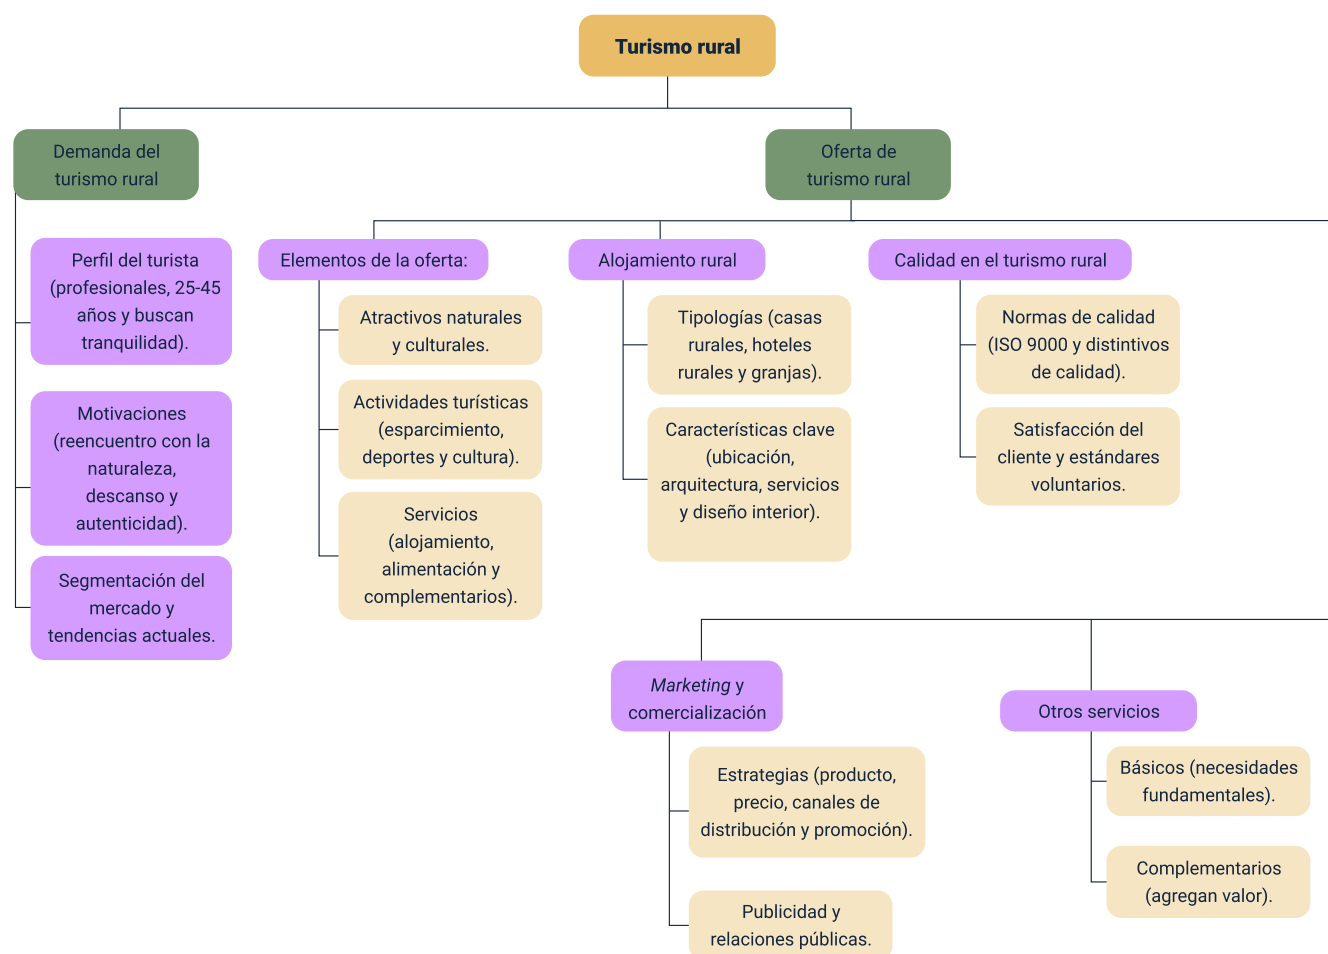 Turismo rural
Demanda del
turismo rural
Perfil del turista
(profesionales, 25-45
años y buscan
tranquilidad).
Motivaciones
(reencuentro con la
naturaleza,
descanso y
autenticidad).
Segmentación del
mercado y
tendencias actuales.
Oferta de
turismo rural
Elementos de la oferta:
Atractivos naturales
y culturales.
Actividades turísticas
(esparcimiento,
deportes y cultura).
Servicios
(alojamiento,
alimentación y
complementarios).
Alojamiento rural
Tipologías (casas
rurales, hoteles
rurales y granjas).
Características clave
(ubicación,
arquitectura, servicios
y diseño interior).
Calidad en el turismo rural
Normas de calidad
(ISO 9000 y distintivos
de calidad).
Satisfacción del
cliente y estándares
voluntarios.
Marketing y
comercialización
Estrategias (producto,
precio, canales de
distribución y promoción).
Publicidad y
relaciones públicas.
Otros servicios
Básicos (necesidades
fundamentales).
Complementarios
(agregan valor).